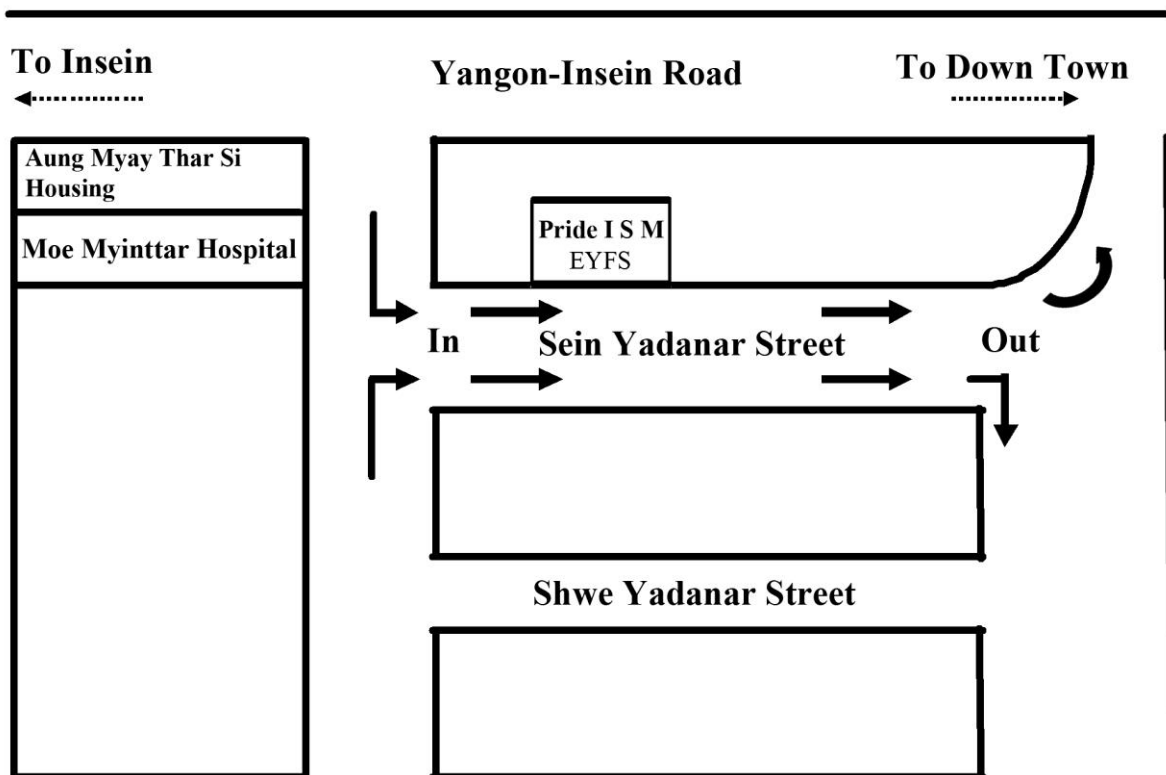 To Insein
Yangon-Insein Road
To Down Town
Aung Myay Thar Si
Housing
Moe Myinttar Hospital
Pride I S M
EYFS
In
Sein Yadanar Street
Out
Shwe Yadanar Street